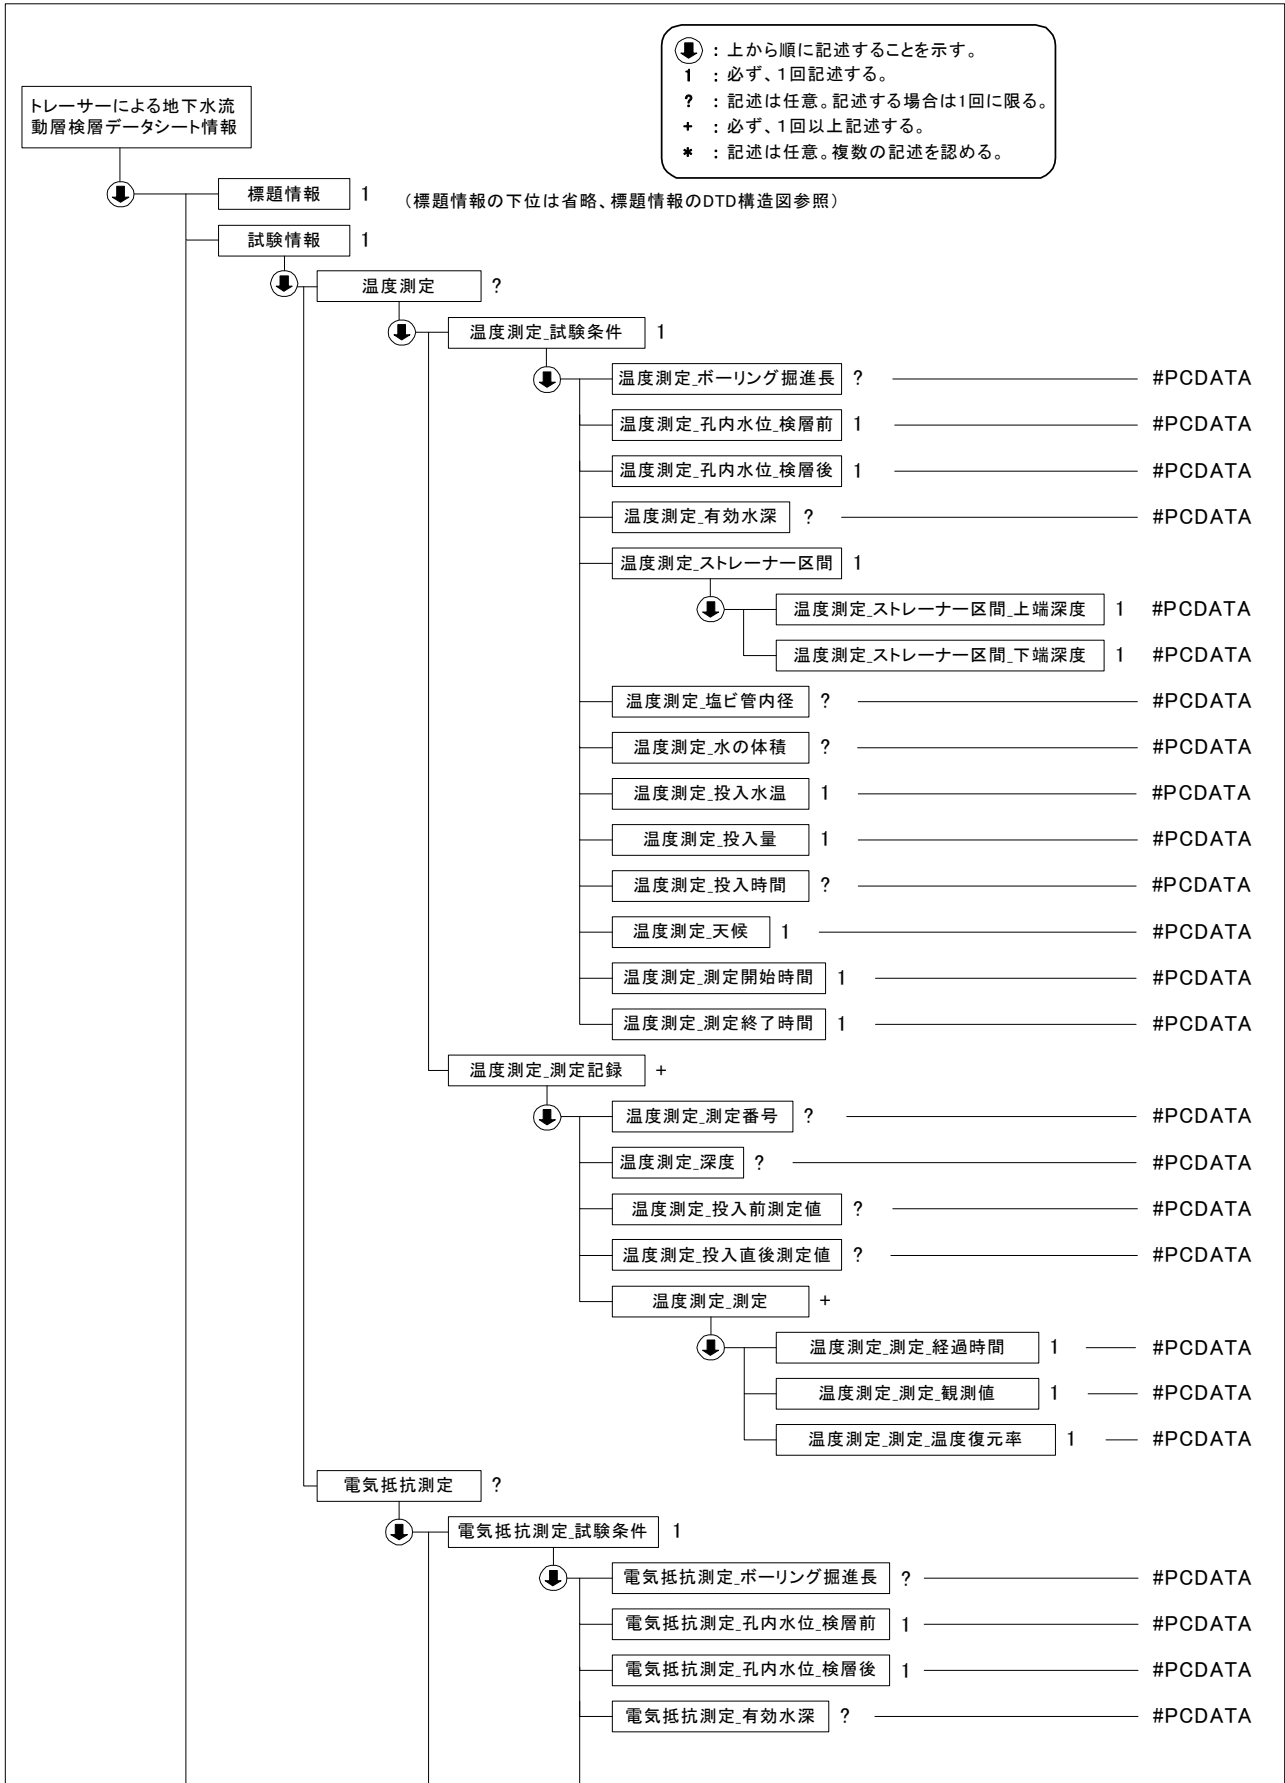 ：上から順に記述することを示す。
1 ：必ず、1回記述する。
? ：記述は任意。記述する場合は1回に限る。
+ ：必ず、1回以上記述する。
* ：記述は任意。複数の記述を認める。
トレーサーによる地下水流
動層検層データシート情報
標題情報 1 （標題情報の下位は省略、標題情報のDTD構造図参照）
試験情報 1
温度測定 ?
温度測定_試験条件 1
温度測定_ボーリング掘進長 ? #PCDATA
温度測定_孔内水位_検層前 1 #PCDATA
温度測定_孔内水位_検層後 1 #PCDATA
温度測定_有効水深 ? #PCDATA
温度測定_ストレーナー区間 1
温度測定_ストレーナー区間_上端深度 1 #PCDATA
温度測定_ストレーナー区間_下端深度 1 #PCDATA
温度測定_塩ビ管内径 ? #PCDATA
温度測定_水の体積 ? #PCDATA
温度測定_投入水温 1 #PCDATA
温度測定_投入量 1 #PCDATA
温度測定_投入時間 ? #PCDATA
温度測定_天候 1 #PCDATA
温度測定_測定開始時間 1 #PCDATA
温度測定_測定終了時間 1 #PCDATA
温度測定_測定記録 +
温度測定_測定番号 ? #PCDATA
温度測定_深度 ? #PCDATA
温度測定_投入前測定値 ? #PCDATA
温度測定_投入直後測定値 ? #PCDATA
温度測定_測定 +
温度測定_測定_経過時間 1 #PCDATA
温度測定_測定_観測値 1 #PCDATA
温度測定_測定_温度復元率 1 #PCDATA
電気抵抗測定 ?
電気抵抗測定_試験条件 1
電気抵抗測定_ボーリング掘進長 ? #PCDATA
電気抵抗測定_孔内水位_検層前 1 #PCDATA
電気抵抗測定_孔内水位_検層後 1 #PCDATA
電気抵抗測定_有効水深 ? #PCDATA